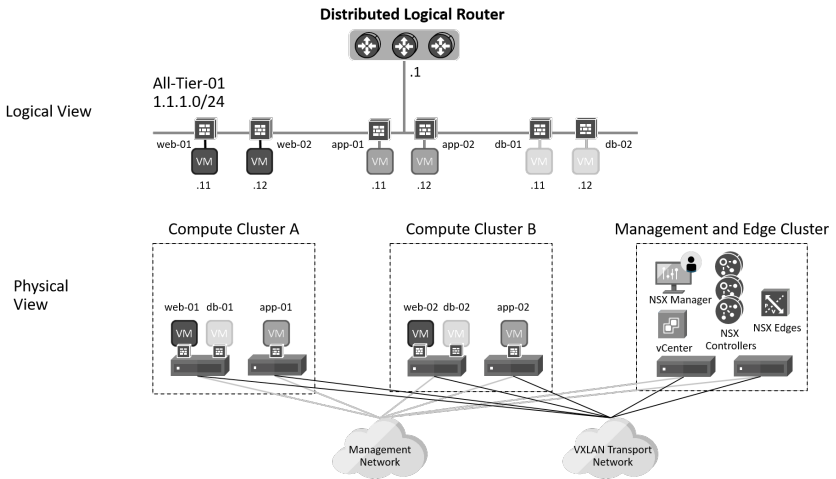 Distributed Logical Router
.1
All-Tier-01
1.1.1.0/24
Logical View
web-01
web-02
app-01
app-02
db-01
db-02
VM
VM
VM
VM
VM
VM
.11
.12
.11
.12
.11
.12
Compute Cluster A
Compute Cluster B
Management and Edge Cluster
Physical
View
web-01
db-01
app-01
VM
VM
VM
web-02
db-02
app-02
VM
VM
VM
NSX Manager
vCenter
NSX
Controllers
P
V
NSX Edges
Management
Network
VXLAN Transport
Network